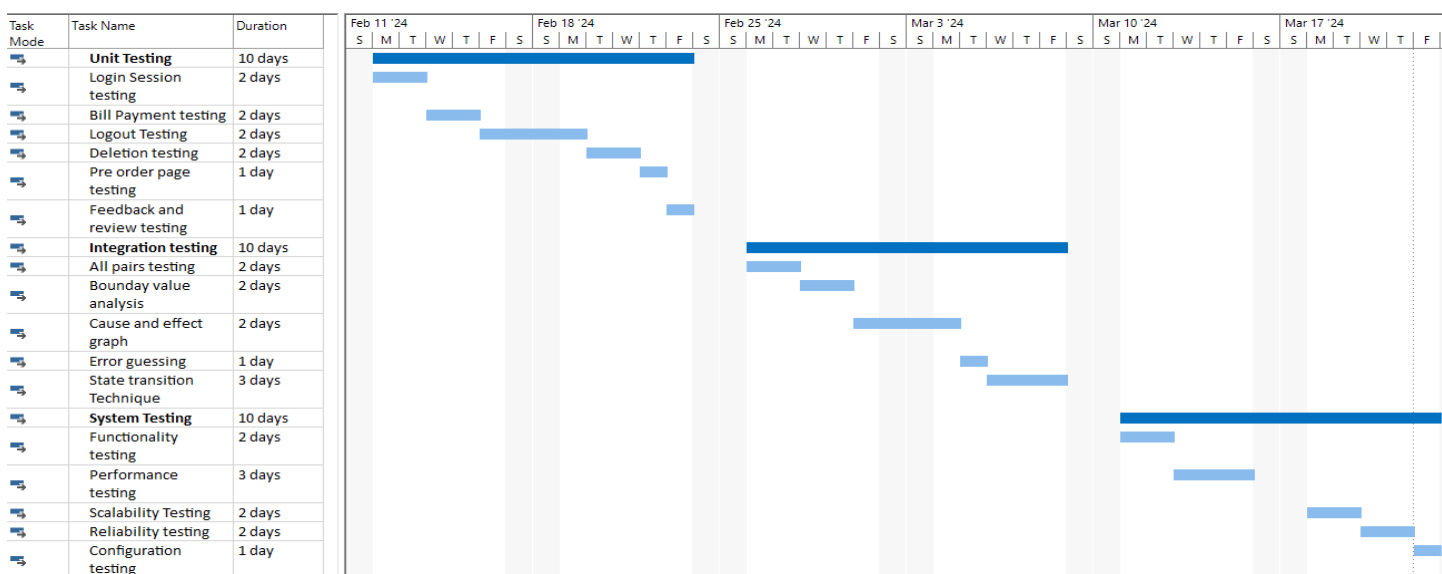 Task Mode Task Name Duration Feb 11 '24 Feb 18 '24 Feb 25 '24 Mar 3 '24 Mar 10 '24 Mar 17 '24
S M T W T F S S M T W T F S S M T W T F S S M T W T F S S M T W T F S S M T W T F
Unit Testing 10 days
Login Session 2 days
testing
Bill Payment testing 2 days
Logout Testing 2 days
Deletion testing 2 days
Pre order page 1 day
testing
Feedback and 1 day
review testing
Integration testing 10 days
All pairs testing 2 days
Bounday value 2 days
analysis
Cause and effect 2 days
graph
Error guessing 1 day
State transition 3 days
Technique
System Testing 10 days
Functionality 2 days
testing
Performance 3 days
testing
Scalability Testing 2 days
Reliability testing 2 days
Configuration 1 day
testing